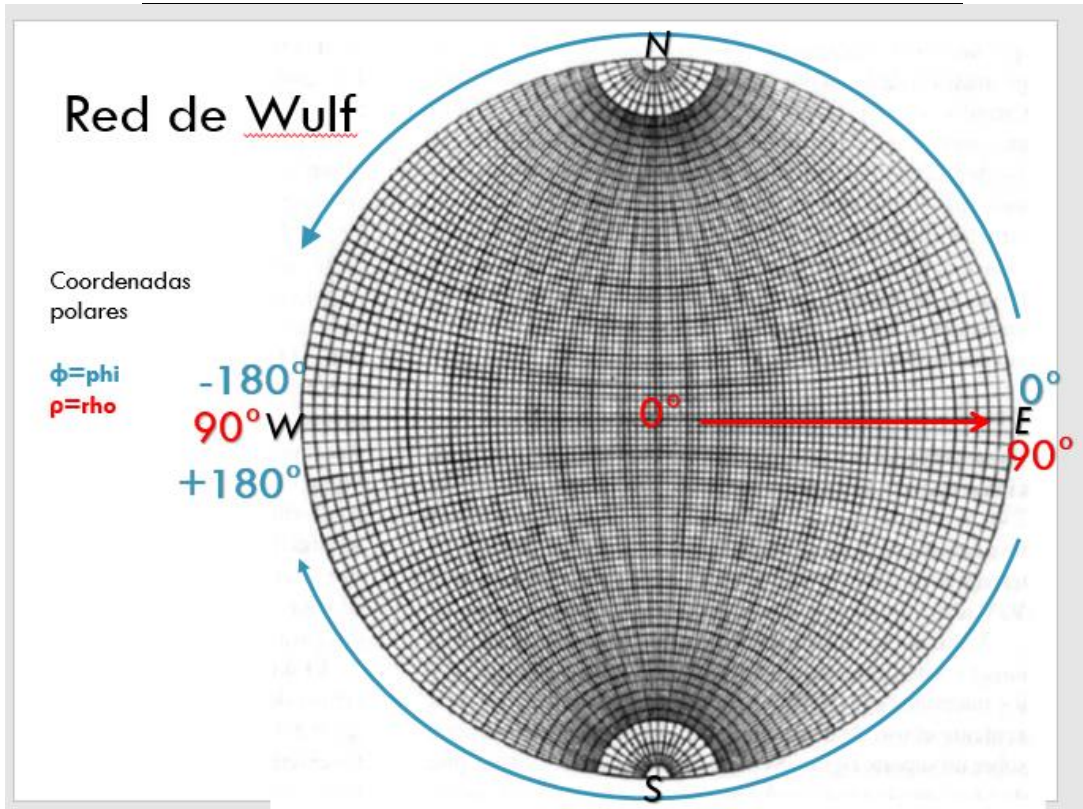 N
Red de Wulf
Coordenadas
polares
ϕ=phi
ρ=rho
-180°
90° W
+180°
0°
0°
E
90°
S